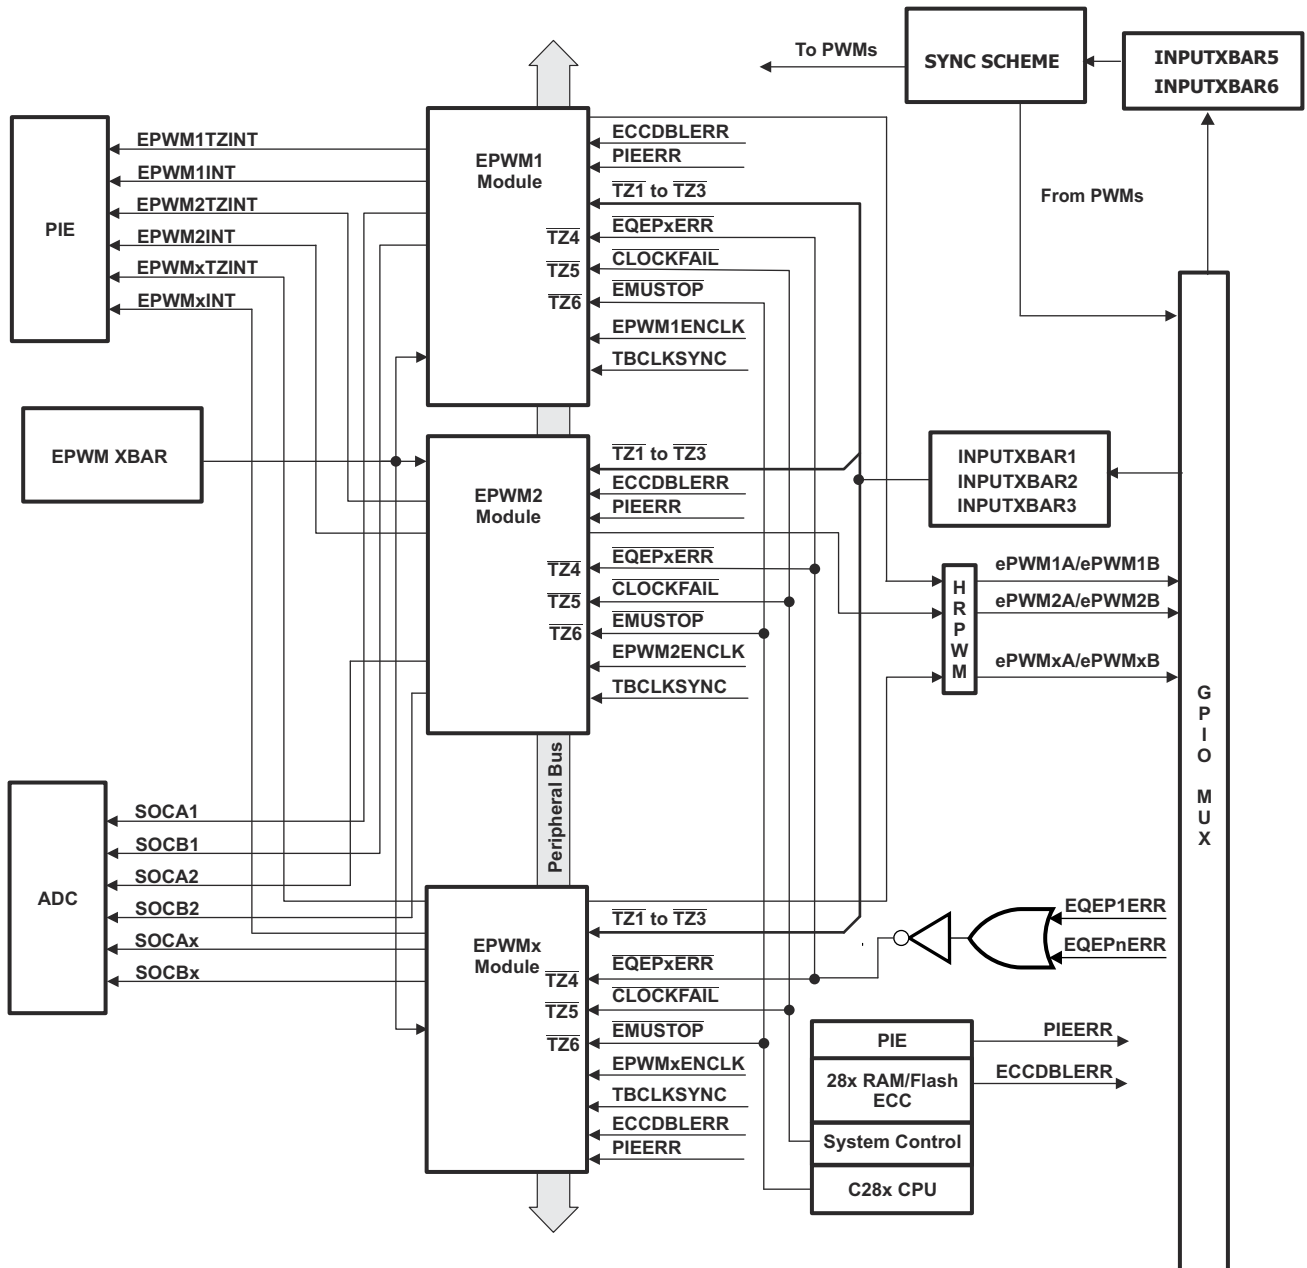 To PWMs
SYNC SCHEME
INPUTXBAR5
INPUTXBAR6
From PWMs
PIE
EPWM1TZINT
EPWM1INT
EPWM2TZINT
EPWM2INT
EPWMxTZINT
EPWMxINT
EPWM1
Module
TZ4
TZ5
TZ6
ECCDBLERR
PIEERR
TZ1 to TZ3
EQEPxERR
CLOCKFAIL
EMUSTOP
EPWM1ENCLK
TBCLKSYNC
EPWM XBAR
EPWM2
Module
TZ4
TZ5
TZ6
TZ1 to TZ3
ECCDBLERR
PIEERR
EQEPxERR
CLOCKFAIL
EMUSTOP
EPWM2ENCLK
TBCLKSYNC
INPUTXBAR1
INPUTXBAR2
INPUTXBAR3
HRPWM
ePWM1A/ePWM1B
ePWM2A/ePWM2B
ePWMxA/ePWMxB
GPIO MUX
Peripheral Bus
ADC
SOCA1
SOCB1
SOCA2
SOCB2
SOCAx
SOCBx
EPWMx
Module
TZ4
TZ5
TZ6
TZ1 to TZ3
EQEPxERR
CLOCKFAIL
EMUSTOP
EPWMxENCLK
TBCLKSYNC
ECCDBLERR
PIEERR
EQEP1ERR
EQEPnERR
PIE
PIEERR
28x RAM/Flash
ECC
ECCDBLERR
System Control
C28x CPU